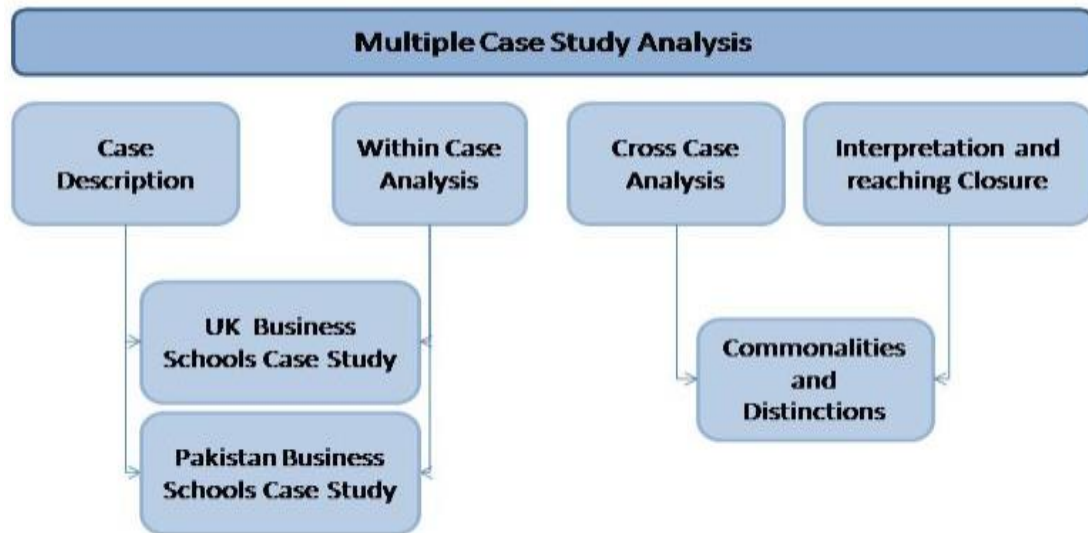 Multiple Case Study Analysis
Case
Description
Within Case
Analysis
Cross Case
Analysis
Interpretation and
reaching Closure
UK Business
Schools Case Study
Commonalities
and
Distinctions
Pakistan Business
Schools Case Study